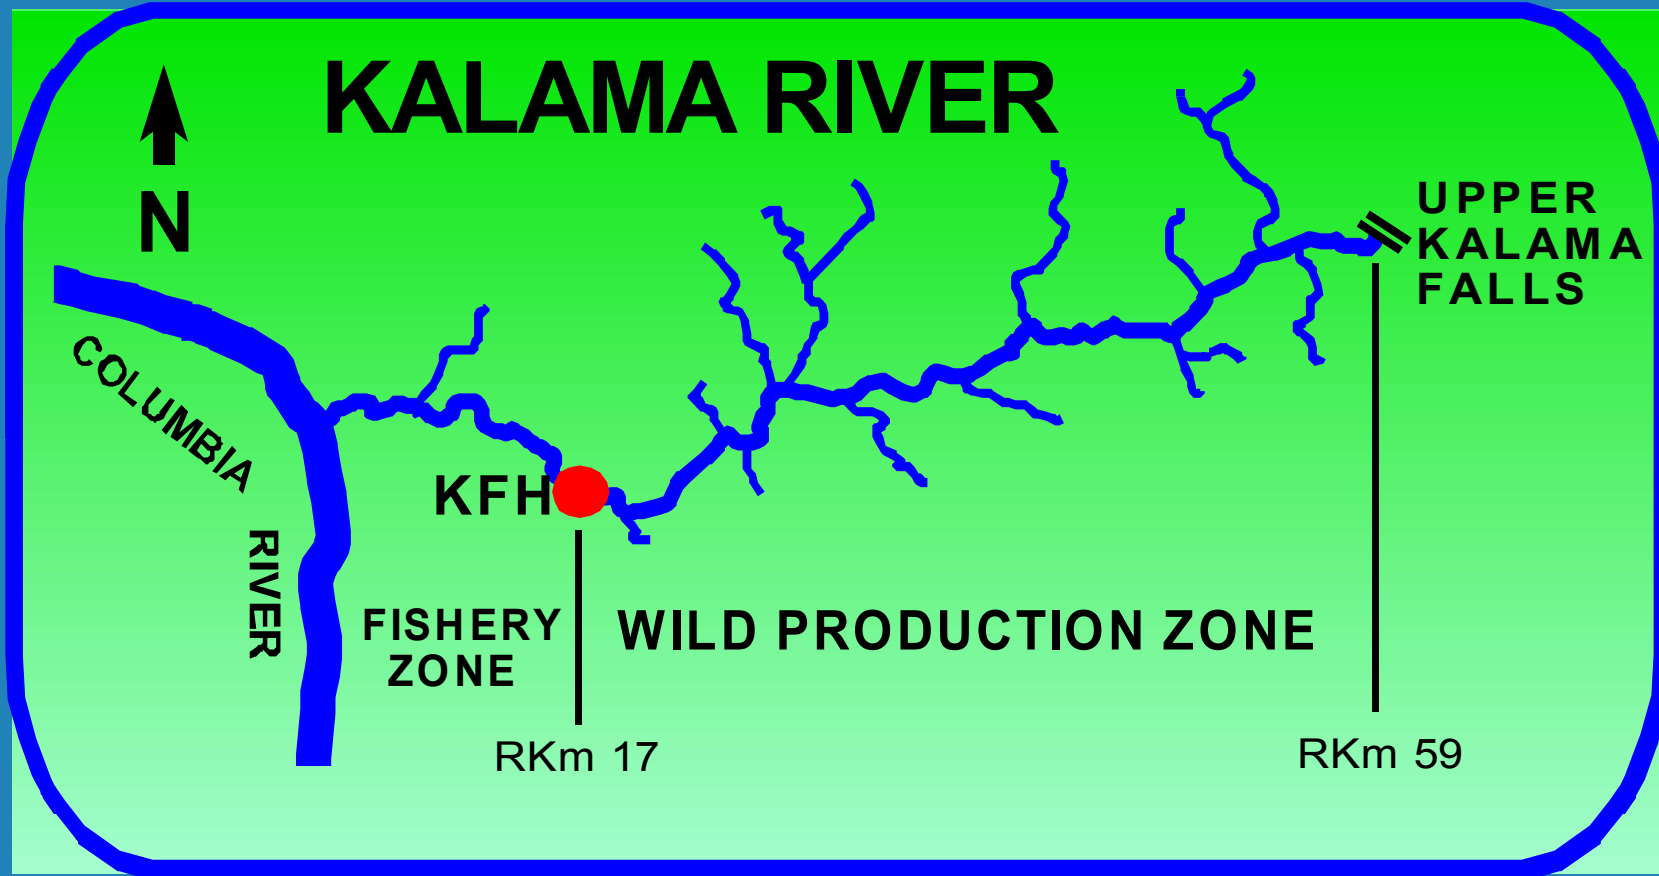 KALAMA RIVER
N
UPPER
KALAMA
FALLS
COLUMBIA
RIVER
KFH
FISHERY
ZONE
WILD PRODUCTION ZONE
RKm 17
RKm 59